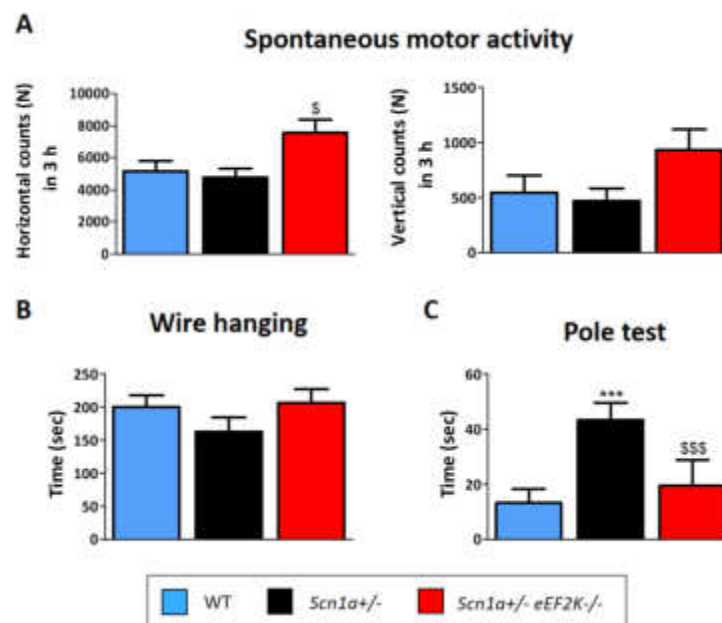 A
Spontaneous motor activity
Horizontal counts (N)
in 3 h
10000
8000
6000
4000
2000
0
$
Vertical counts (N)
in 3 h
1500
1000
500
0
B
Wire hanging
Time (sec)
250
200
150
100
50
0
C
Pole test
Time (sec)
60
40
20
0
***
$$$
WT
Scn1a+/-
Scn1a+/- eEF2K-/-